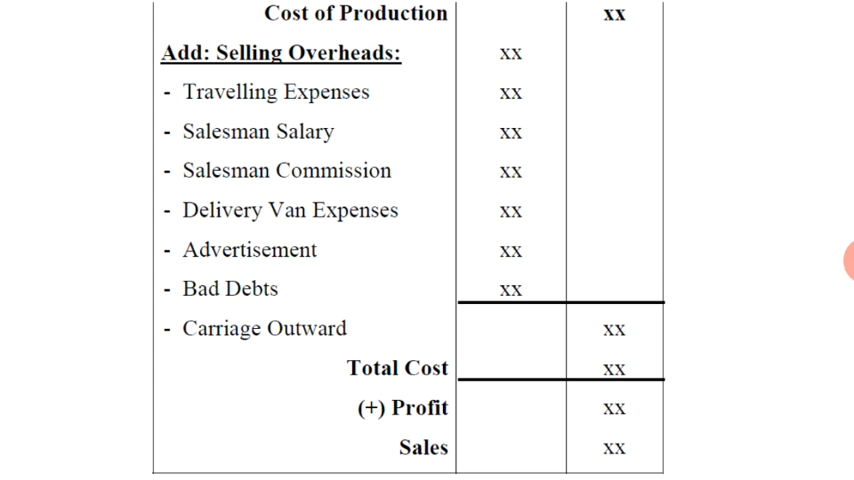 Cost of Production xx
Add: Selling Overheads: xx
- Travelling Expenses xx
- Salesman Salary xx
- Salesman Commission xx
- Delivery Van Expenses xx
- Advertisement xx
- Bad Debts xx
- Carriage Outward xx
Total Cost xx
(+) Profit xx
Sales xx